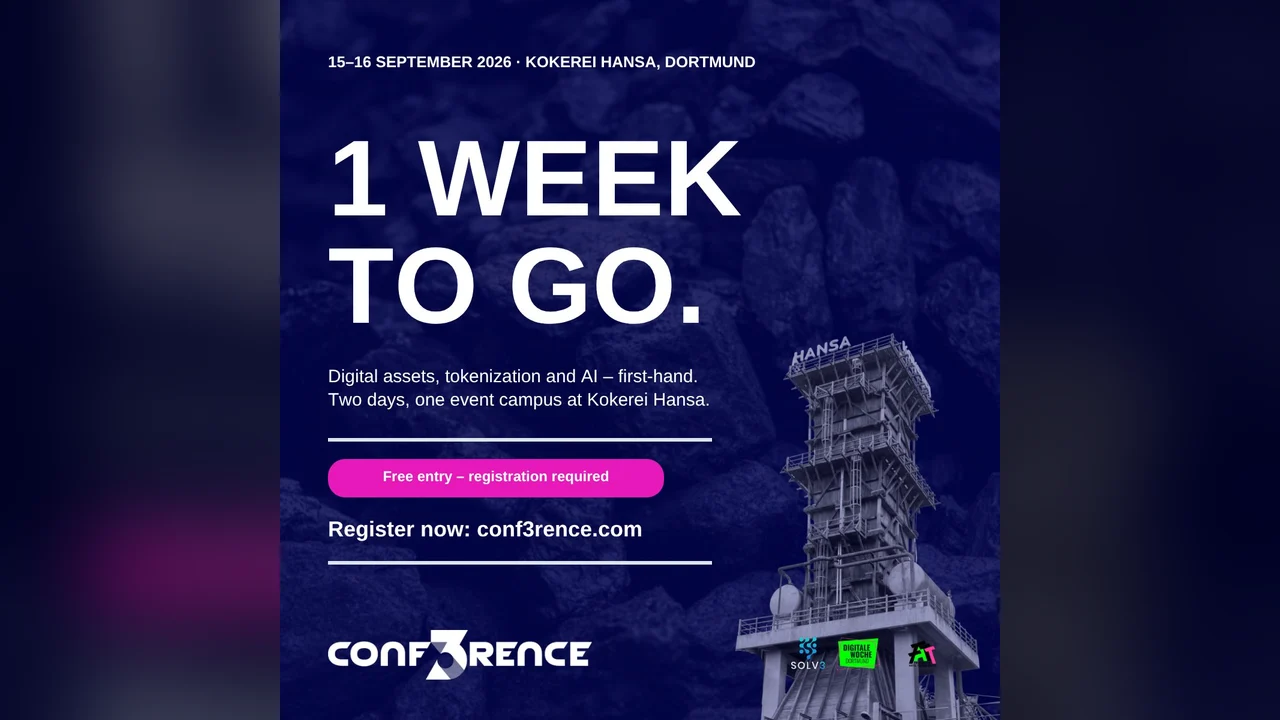 15–16 SEPTEMBER 2026 · KOKEREI HANSA, DORTMUND
1 WEEK
TO GO.
HANSA
Digital assets, tokenization and AI – first-hand.
Two days, one event campus at Kokerei Hansa.
Free entry – registration required
Register now: conf3rence.com
CONF3RENCE
SOLV3
DIGITALE
WOCHE
DORTMUND
AT